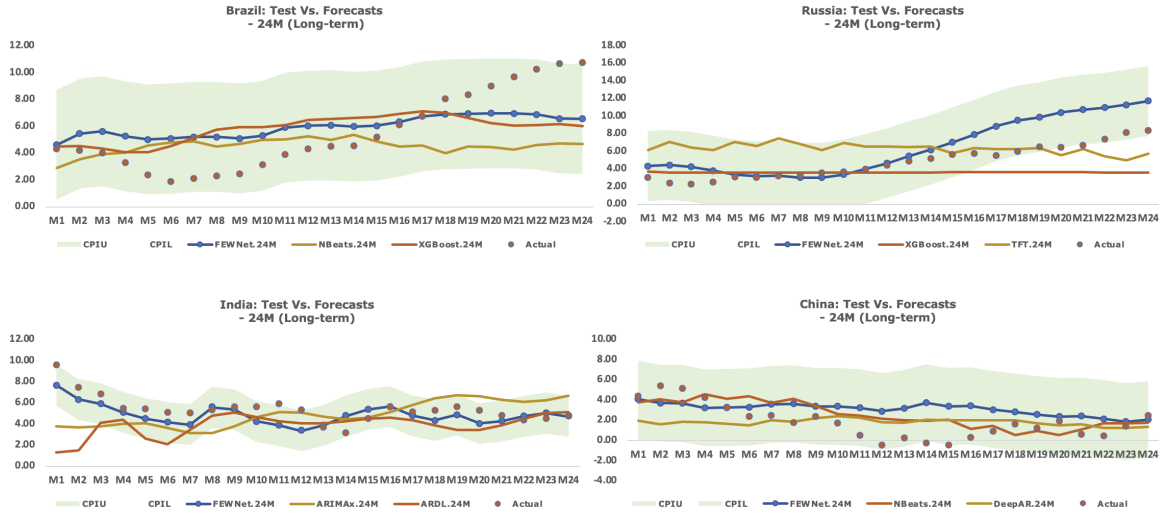 Brazil: Test Vs. Forecasts
- 24M (Long-term)
12.00
10.00
8.00
6.00
4.00
2.00
0.00
M1 M2 M3 M4 M5 M6 M7 M8 M9 M10 M11 M12 M13 M14 M15 M16 M17 M18 M19 M20 M21 M22 M23 M24
CPIU CPIL FEWNet.24M NBeats.24M XGBoost.24M Actual
Russia: Test Vs. Forecasts
- 24M (Long-term)
18.00
16.00
14.00
12.00
10.00
8.00
6.00
4.00
2.00
0.00
-2.00
M1 M2 M3 M4 M5 M6 M7 M8 M9 M10 M11 M12 M13 M14 M15 M16 M17 M18 M19 M20 M21 M22 M23 M24
CPIU CPIL FEWNet.24M XGBoost.24M TFT.24M Actual
India: Test Vs. Forecasts
- 24M (Long-term)
12.00
10.00
8.00
6.00
4.00
2.00
0.00
M1 M2 M3 M4 M5 M6 M7 M8 M9 M10 M11 M12 M13 M14 M15 M16 M17 M18 M19 M20 M21 M22 M23 M24
CPIU CPIL FEWNet.24M ARIMAx.24M ARDL.24M Actual
China: Test Vs. Forecasts
- 24M (Long-term)
10.00
8.00
6.00
4.00
2.00
0.00
-2.00
-4.00
M1 M2 M3 M4 M5 M6 M7 M8 M9 M10 M11 M12 M13 M14 M15 M16 M17 M18 M19 M20 M21 M22 M23 M24
CPIU CPIL FEWNet.24M NBeats.24M DeepAR.24M Actual